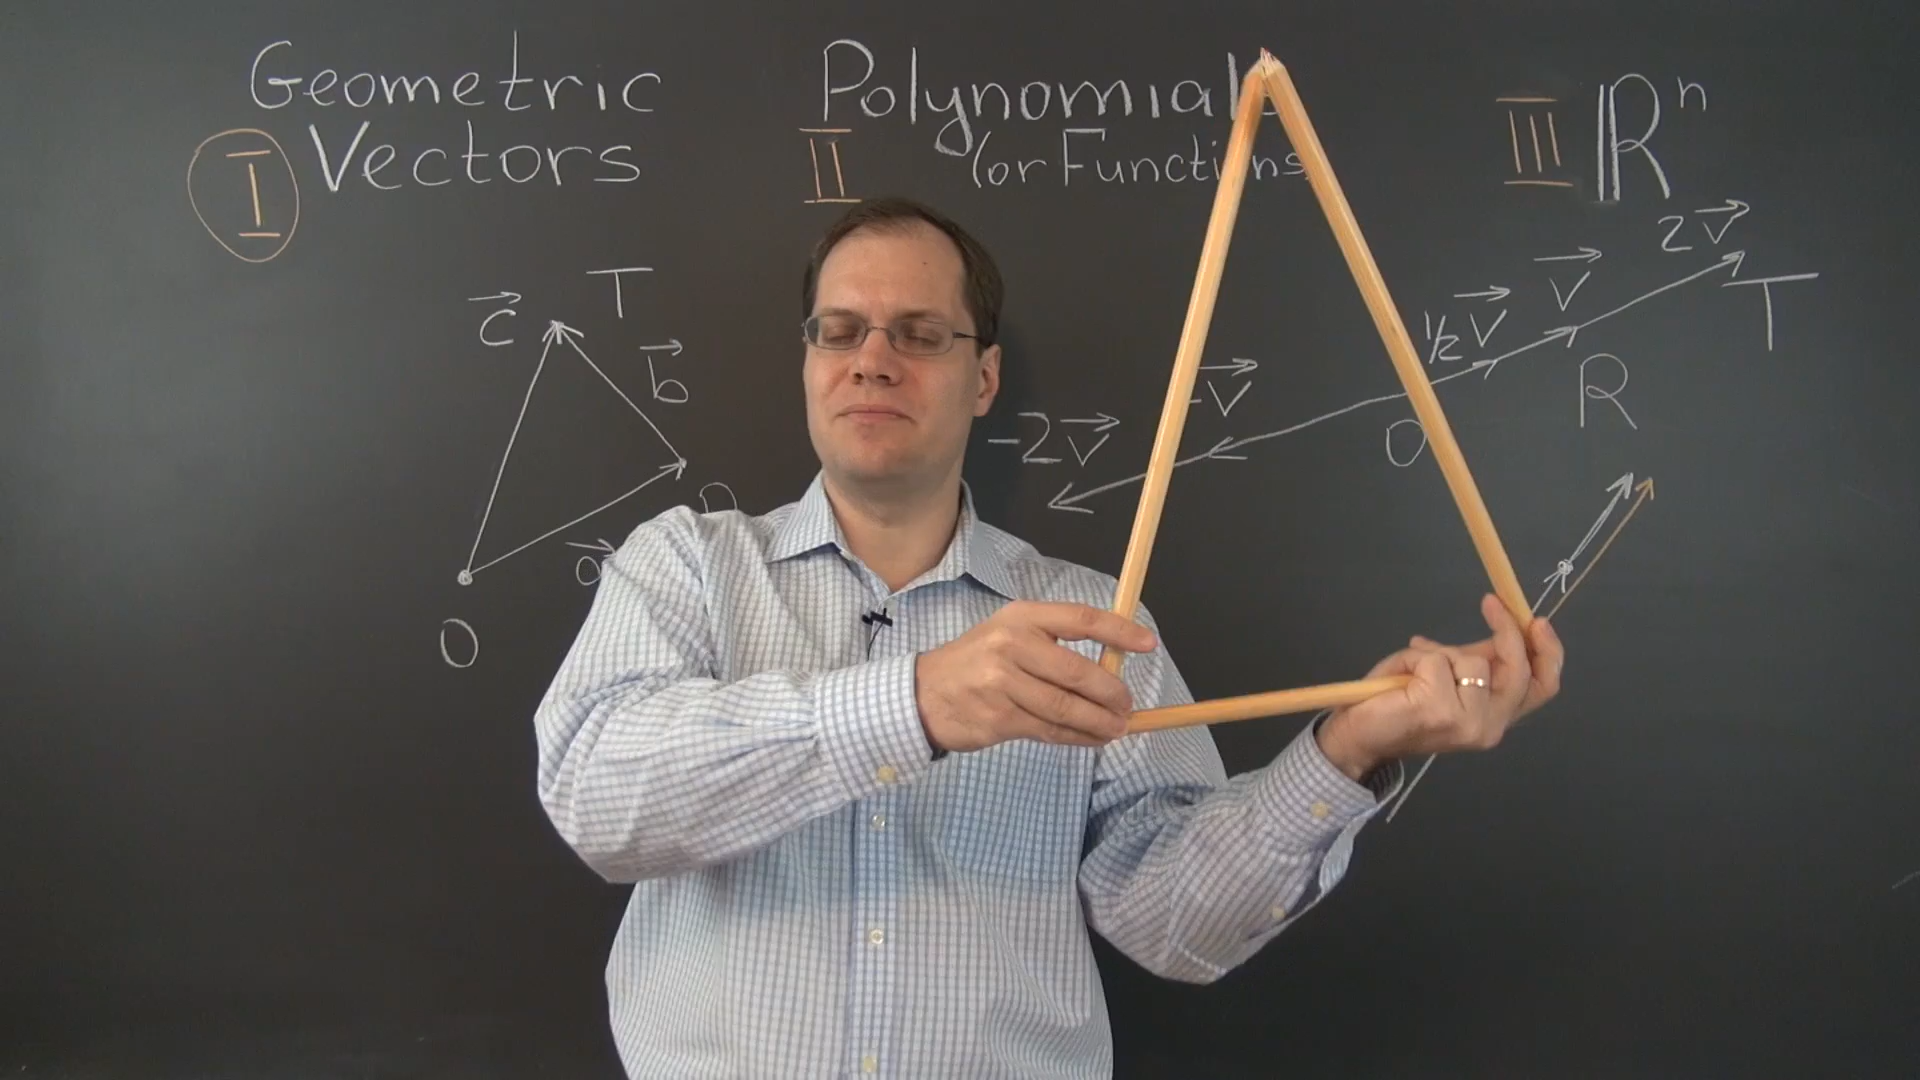 Geometric
Vectors
I
Polynomials
II
(or Functions
III ℝⁿ
T
c⃗
b⃗
a⃗
O
2v⃗
v⃗
½v⃗
T
-v⃗
R
-2v⃗
O